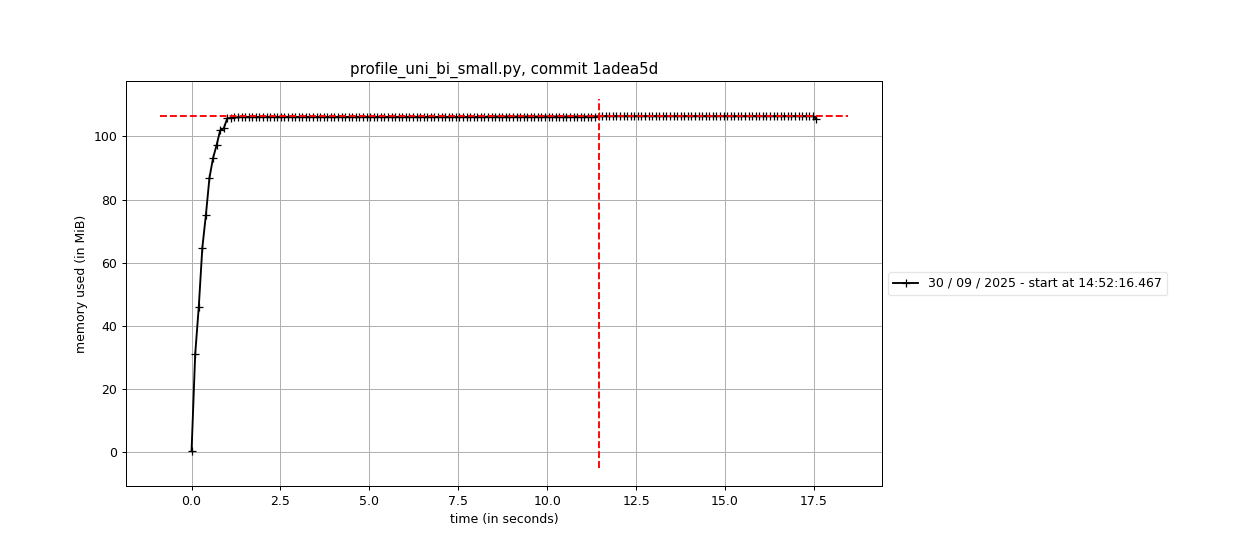 profile_uni_bi_small.py, commit 1adea5d
memory used (in MiB)
100
80
60
40
20
0
0.0 2.5 5.0 7.5 10.0 12.5 15.0 17.5
time (in seconds)
30 / 09 / 2025 - start at 14:52:16.467